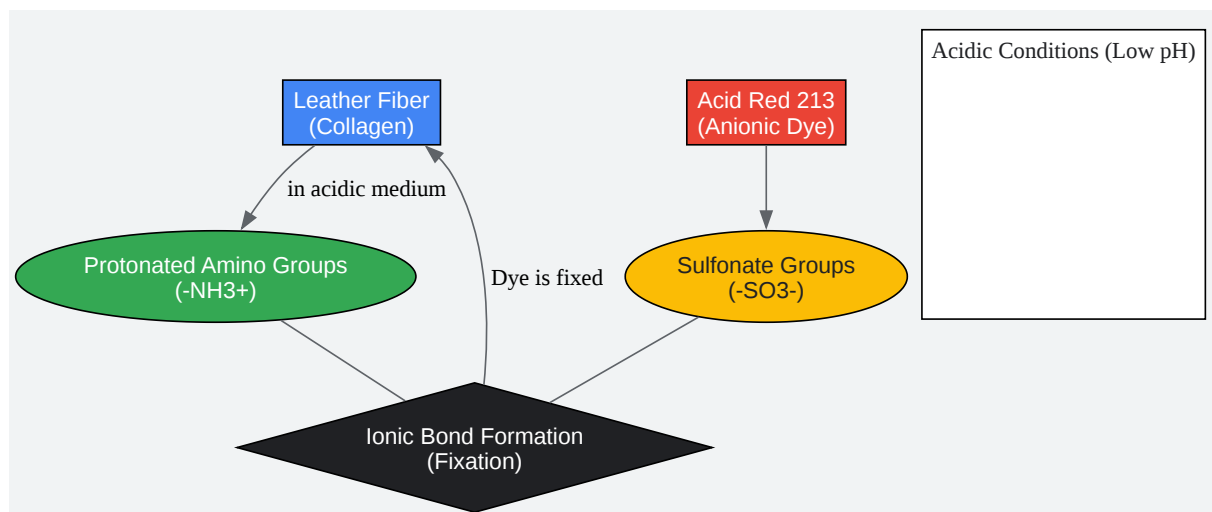 Acidic Conditions (Low pH)
Leather Fiber
(Collagen)
Acid Red 213
(Anionic Dye)
in acidic medium
Protonated Amino Groups
(-NH3+)
Dye is fixed
Sulfonate Groups
(-SO3-)
Ionic Bond Formation
(Fixation)